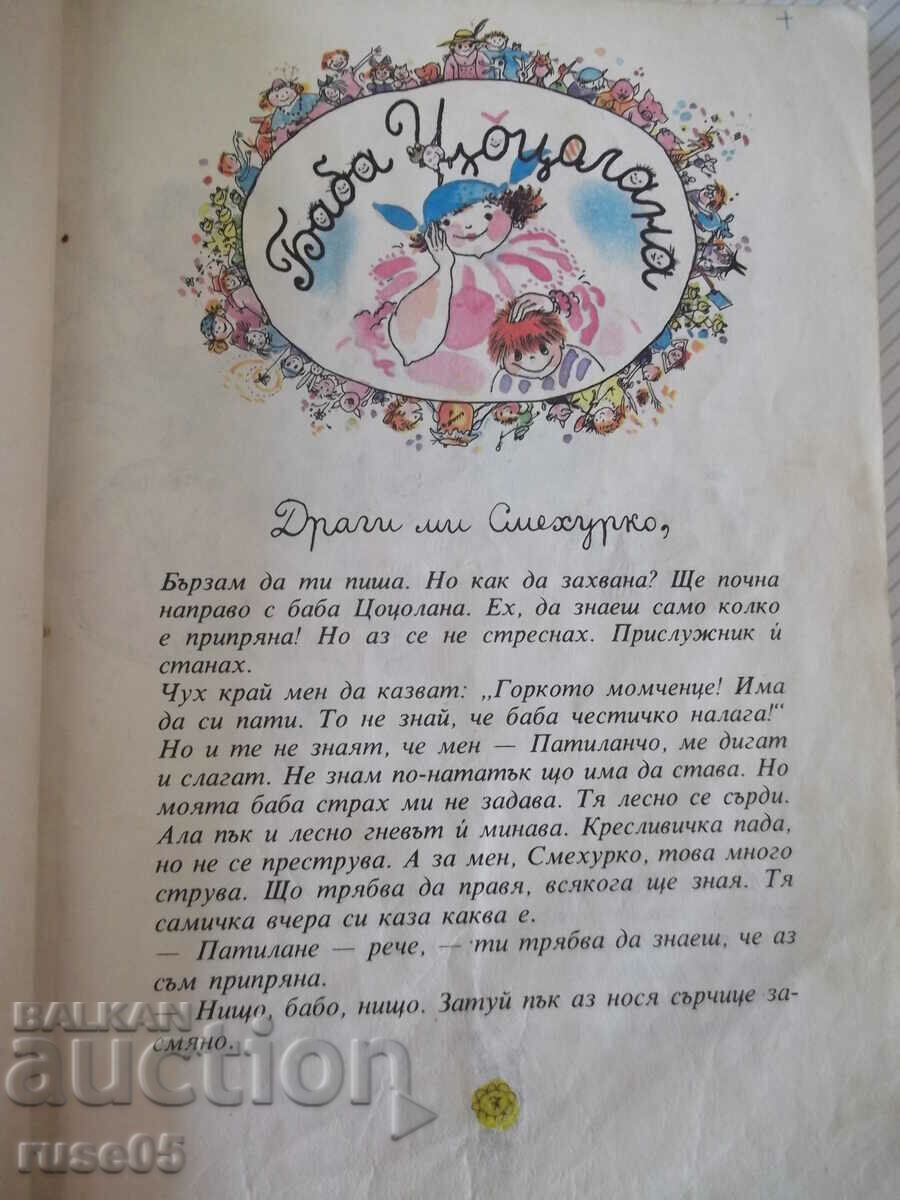 Баба Цоцолана
Драги ми Смехурко,
Бързам да ти пиша. Но как да захвана? Ще почна
направо с баба Цоцолана. Ех, да знаеш само колко
е припряна! Но аз се не стреснах. Прислужник ѝ
станах.
Чух край мен да казват: „Горкото момченце! Има
да си пати. То не знай, че баба честичко налага!“
Но и те не знаят, че мен — Патиланчо, ме дигат
и слагат. Не знам по-нататък що има да става. Но
моята баба страх ми не задава. Тя лесно се сърди.
Ала пък и лесно гневът ѝ минава. Кресливичка пада,
но не се преструва. А за мен, Смехурко, това много
струва. Що трябва да правя, всякога ще зная. Тя
самичка вчера си каза каква е.
— Патилане — рече, — ти трябва да знаеш, че аз
съм припряна.
— Нищо, бабо, нищо. Затуй пък аз нося сърчице за-
смяно.
7
BALKAN
auction
ruse05